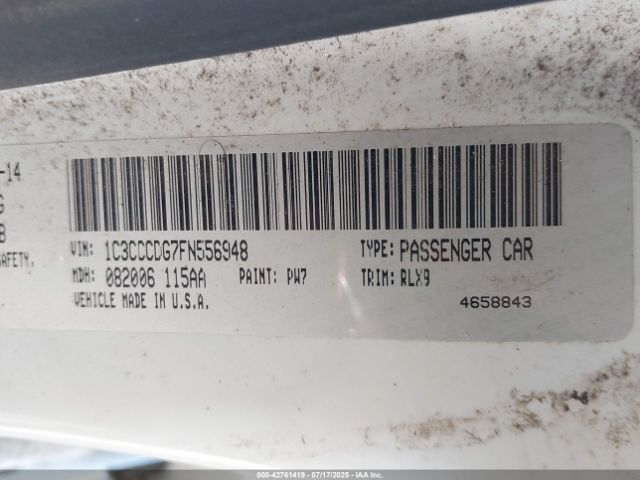 -14
G
B
SAFETY.
VIN: 1C3CCCDG7FN556948 TYPE: PASSENGER CAR
MDH: 082006 115AA PAINT: PW7 TRIM: RLX9
VEHICLE MADE IN U.S.A. 4658843
000-42761419 - 07/17/2025 - IAA Inc.